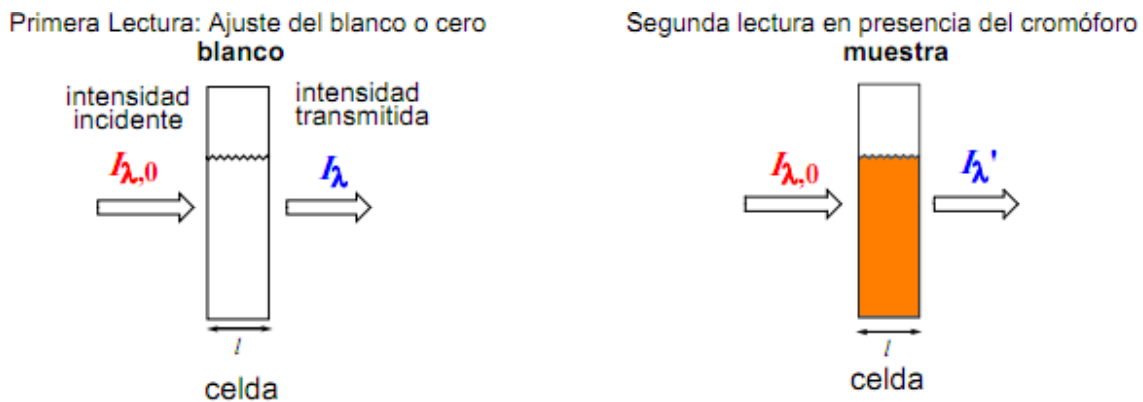 Primera Lectura: Ajuste del blanco o cero
blanco
intensidad
incidente
intensidad
transmitida
Iλ,0
Iλ
l
celda
Segunda lectura en presencia del cromóforo
muestra
Iλ,0
Iλ'
l
celda